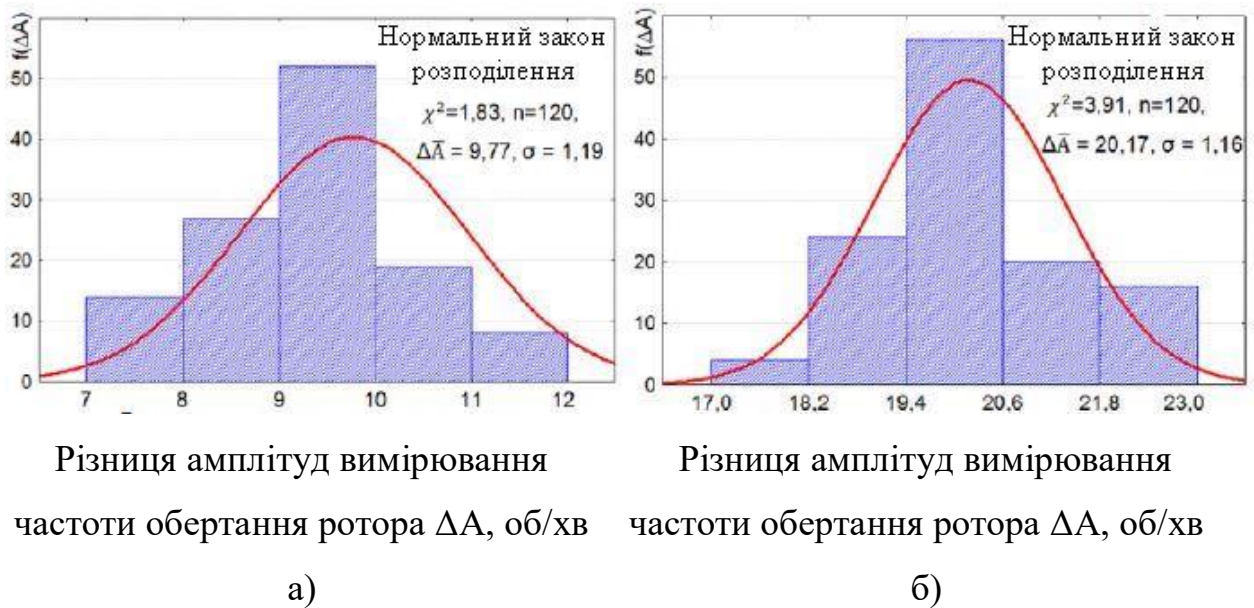 f(ΔA)
50
40
30
20
10
0
7 8 9 10 11 12
Нормальний закон
розподілення
χ²=1,83, n=120,
ΔA̅ = 9,77, σ = 1,19
f(ΔA)
60
50
40
30
20
10
0
17,0 18,2 19,4 20,6 21,8 23,0
Нормальний закон
розподілення
χ²=3.91, n=120,
ΔA̅ = 20,17, σ = 1,16
Різниця амплітуд вимірювання
частоти обертання ротора ΔA, об/хв
а)
Різниця амплітуд вимірювання
частоти обертання ротора ΔA, об/хв
б)